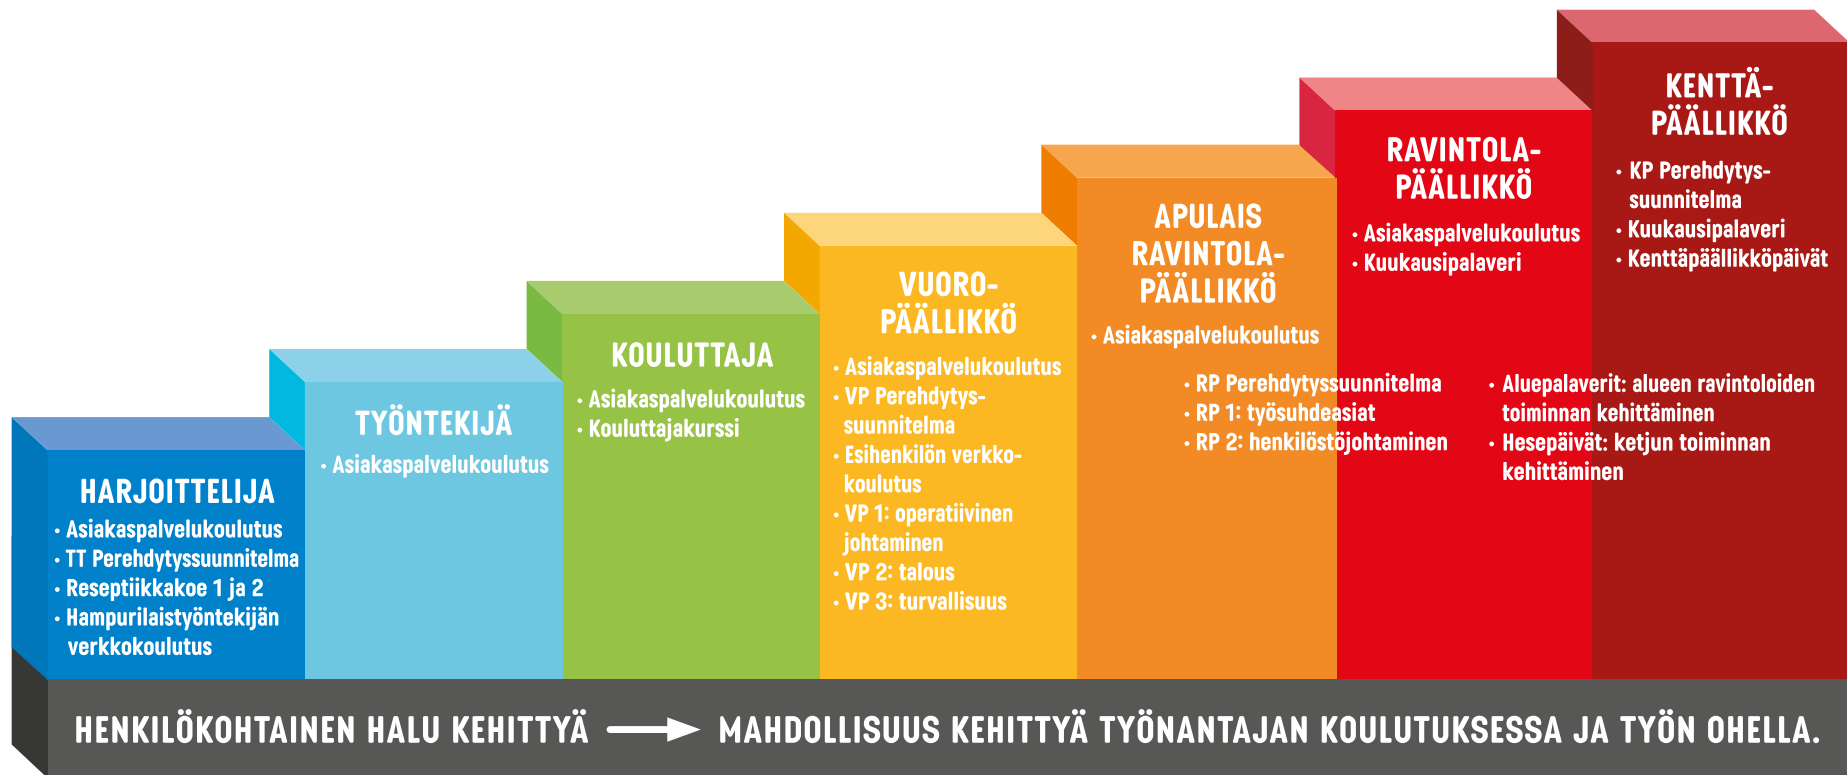 HARJOITTELIJA
• Asiakaspalvelukoulutus
• TT Perehdytyssuunnitelma
• Reseptiikkakoe 1 ja 2
• Hampurilaistyöntekijän
verkkokoulutus
TYÖNTEKIJÄ
• Asiakaspalvelukoulutus
KOULUTTAJA
• Asiakaspalvelukoulutus
• Kouluttajakurssi
VUORO-
PÄÄLLIKKÖ
• Asiakaspalvelukoulutus
• VP Perehdytys-
suunnitelma
• Esihenkilön verkko-
koulutus
• VP 1: operatiivinen
johtaminen
• VP 2: talous
• VP 3: turvallisuus
APULAIS
RAVINTOLA-
PÄÄLLIKKÖ
• Asiakaspalvelukoulutus
• RP Perehdytyssuunnitelma
• RP 1: työsuhdeasiat
• RP 2: henkilöstöjohtaminen
RAVINTOLA-
PÄÄLLIKKÖ
• Asiakaspalvelukoulutus
• Kuukausipalaveri
• Aluepalaverit: alueen ravintoloiden
toiminnan kehittäminen
• Hesepäivät: ketjun toiminnan
kehittäminen
KENTTÄ-
PÄÄLLIKKÖ
• KP Perehdytys-
suunnitelma
• Kuukausipalaveri
• Kenttäpäällikköpäivät
HENKILÖKOHTAINEN HALU KEHITTYÄ → MAHDOLLISUUS KEHITTYÄ TYÖNANTAJAN KOULUTUKSESSA JA TYÖN OHELLA.